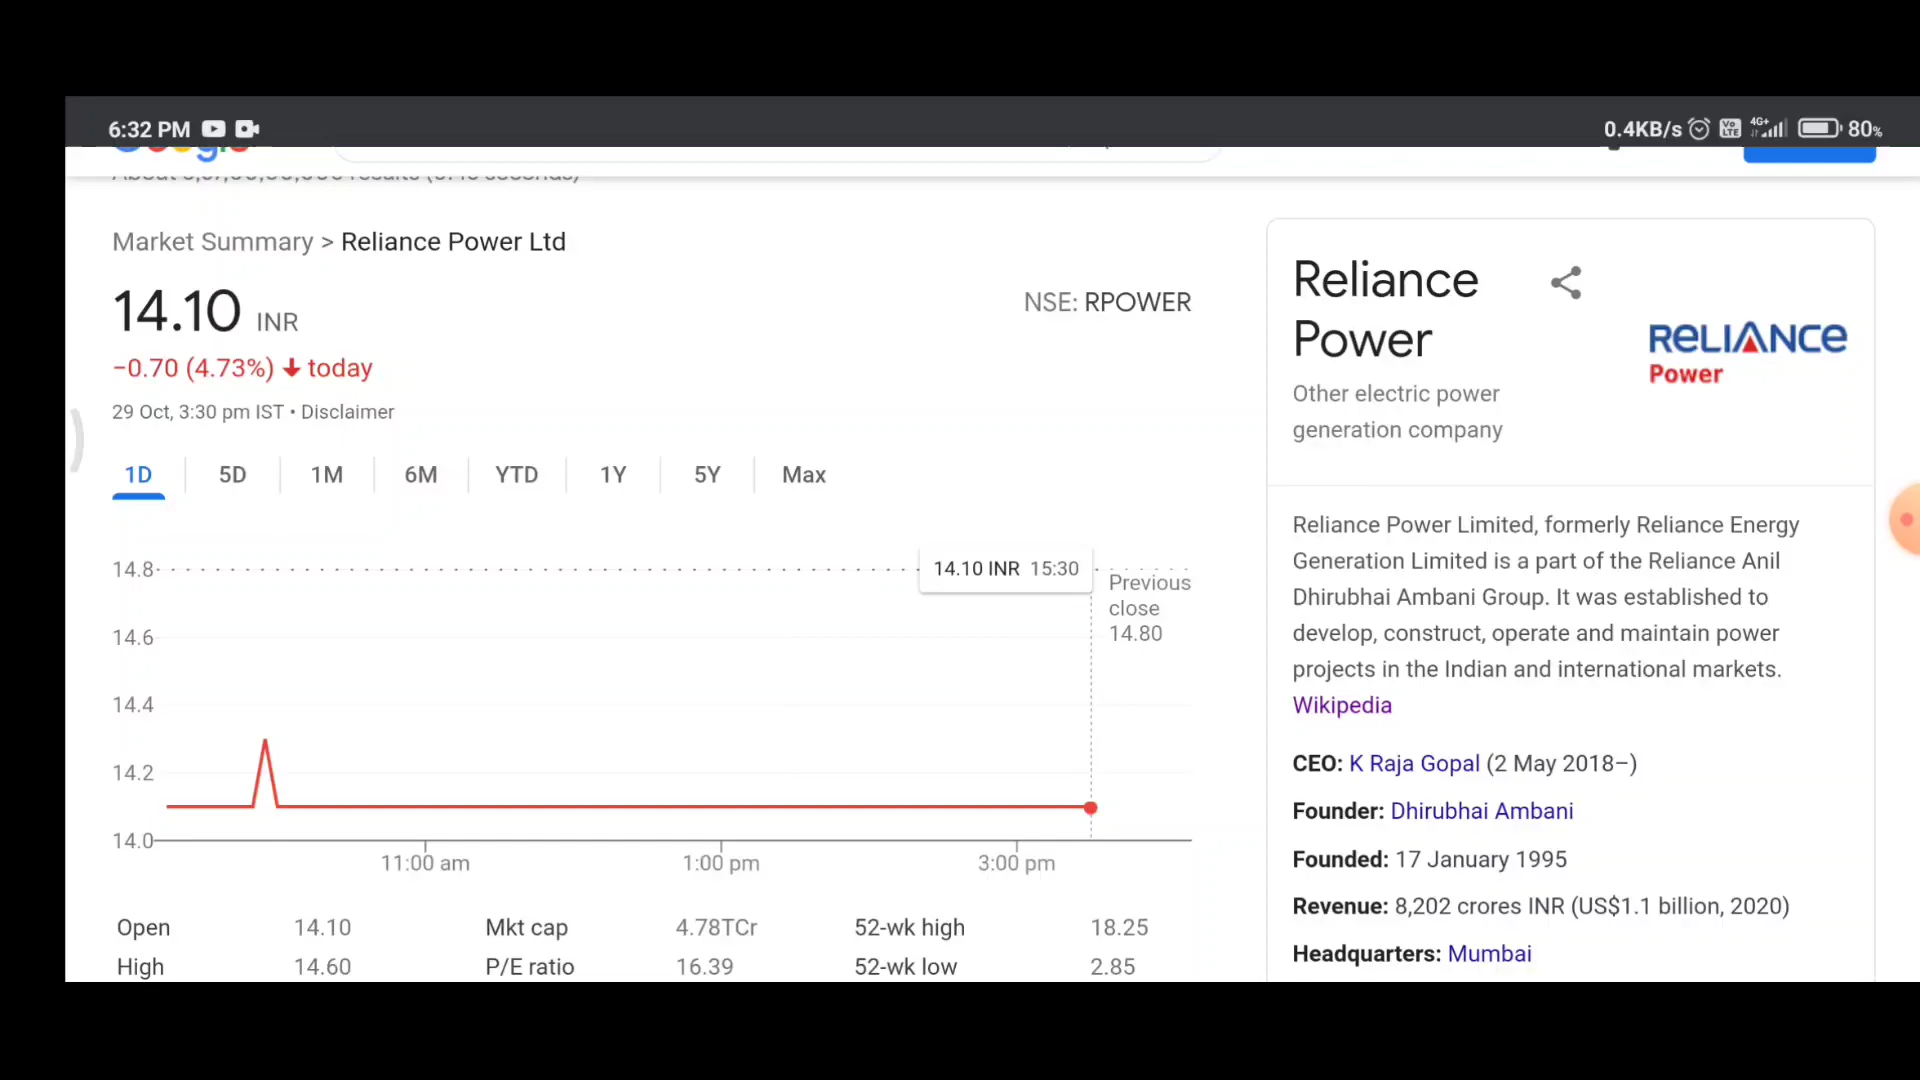 6:32 PM
0.4KB/s Vo LTE 4G+ 80%
Market Summary > Reliance Power Ltd
14.10 INR
NSE: RPOWER
−0.70 (4.73%) today
29 Oct, 3:30 pm IST • Disclaimer
1D 5D 1M 6M YTD 1Y 5Y Max
14.8
14.10 INR 15:30
Previous
close
14.80
14.6
14.4
14.2
14.0
11:00 am 1:00 pm 3:00 pm
Open 14.10 Mkt cap 4.78TCr 52-wk high 18.25
High 14.60 P/E ratio 16.39 52-wk low 2.85
Reliance
Power
RELIANCE
Power
Other electric power
generation company
Reliance Power Limited, formerly Reliance Energy
Generation Limited is a part of the Reliance Anil
Dhirubhai Ambani Group. It was established to
develop, construct, operate and maintain power
projects in the Indian and international markets.
Wikipedia
CEO: K Raja Gopal (2 May 2018–)
Founder: Dhirubhai Ambani
Founded: 17 January 1995
Revenue: 8,202 crores INR (US$1.1 billion, 2020)
Headquarters: Mumbai